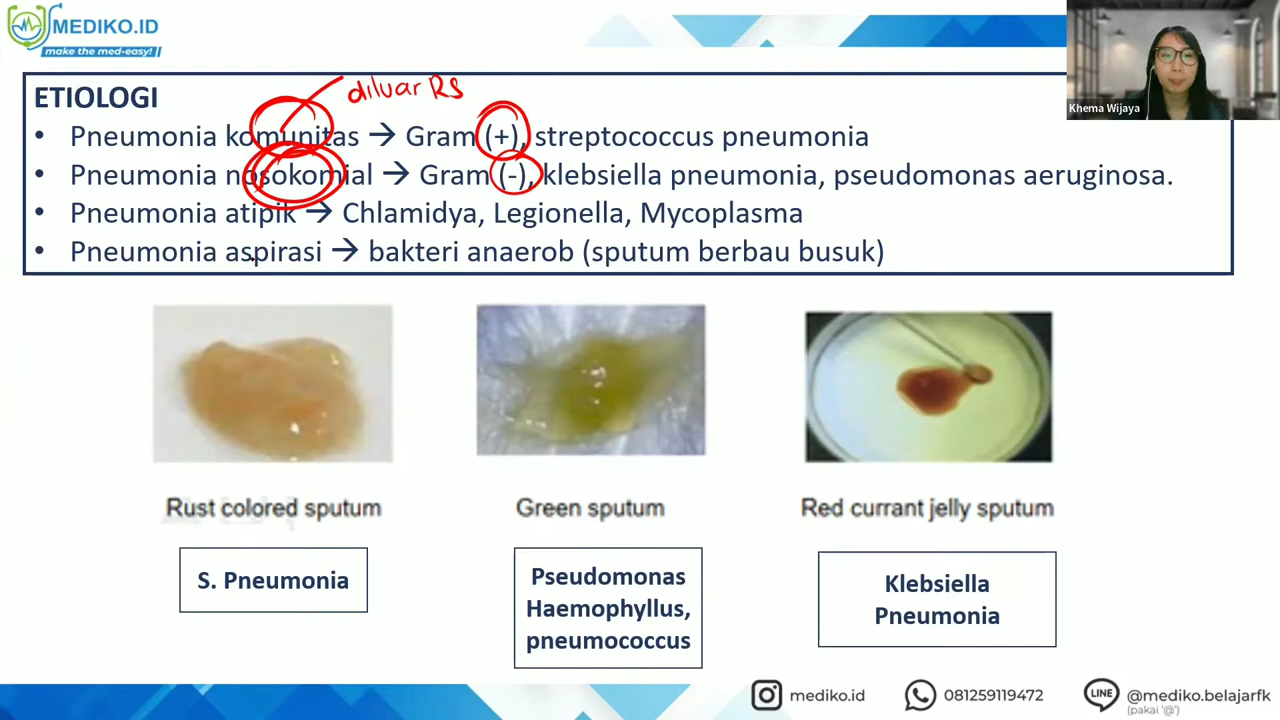 MEDIKO.ID
make the med-easy!
Khema Wijaya
diluar RS
ETIOLOGI
• Pneumonia komunitas → Gram (+), streptococcus pneumonia
• Pneumonia nosokomial → Gram (-), klebsiella pneumonia, pseudomonas aeruginosa.
• Pneumonia atipik → Chlamidya, Legionella, Mycoplasma
• Pneumonia aspirasi → bakteri anaerob (sputum berbau busuk)
Rust colored sputum
Green sputum
Red currant jelly sputum
S. Pneumonia
Pseudomonas
Haemophyllus,
pneumococcus
Klebsiella
Pneumonia
mediko.id
081259119472
LINE
@mediko.belajarfk
(pakai '@')